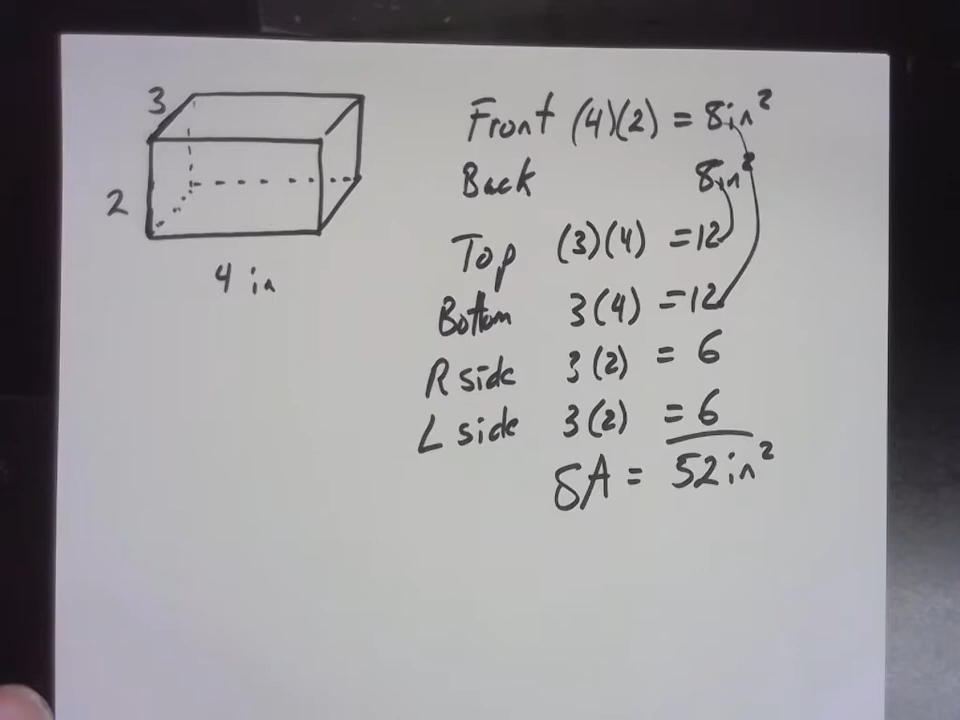 3
2
4 in
Front (4)(2) = 8in²
Back 8in²
Top (3)(4) = 12
Bottom 3(4) = 12
R side 3(2) = 6
L side 3(2) = 6
SA = 52in²